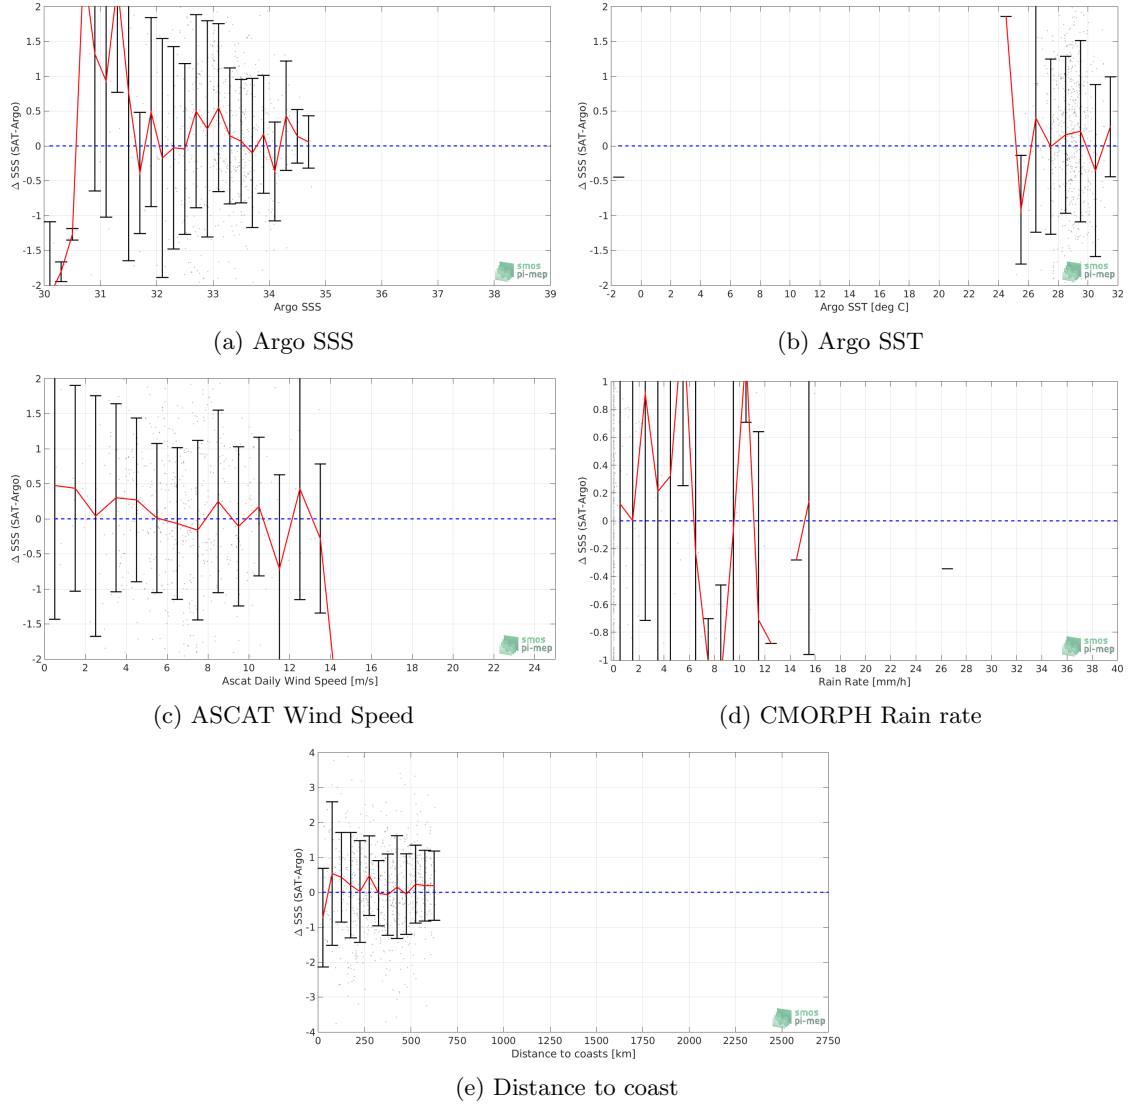 2
1.5
1
0.5
0
-0.5
-1
-1.5
-2
Δ SSS (SAT-Argo)
30 31 32 33 34 35 36 37 38 39
Argo SSS
smos
pi-mep
(a) Argo SSS
2
1.5
1
0.5
0
-0.5
-1
-1.5
-2
Δ SSS (SAT-Argo)
-2 0 2 4 6 8 10 12 14 16 18 20 22 24 26 28 30 32
Argo SST [deg C]
smos
pi-mep
(b) Argo SST
2
1.5
1
0.5
0
-0.5
-1
-1.5
-2
Δ SSS (SAT-Argo)
0 2 4 6 8 10 12 14 16 18 20 22 24
Ascat Daily Wind Speed [m/s]
smos
pi-mep
(c) ASCAT Wind Speed
1
0.8
0.6
0.4
0.2
0
-0.2
-0.4
-0.6
-0.8
-1
Δ SSS (SAT-Argo)
0 2 4 6 8 10 12 14 16 18 20 22 24 26 28 30 32 34 36 38 40
Rain Rate [mm/h]
smos
pi-mep
(d) CMORPH Rain rate
4
3
2
1
0
-1
-2
-3
-4
Δ SSS (SAT-Argo)
0 250 500 750 1000 1250 1500 1750 2000 2250 2500 2750
Distance to coasts [km]
smos
pi-mep
(e) Distance to coast